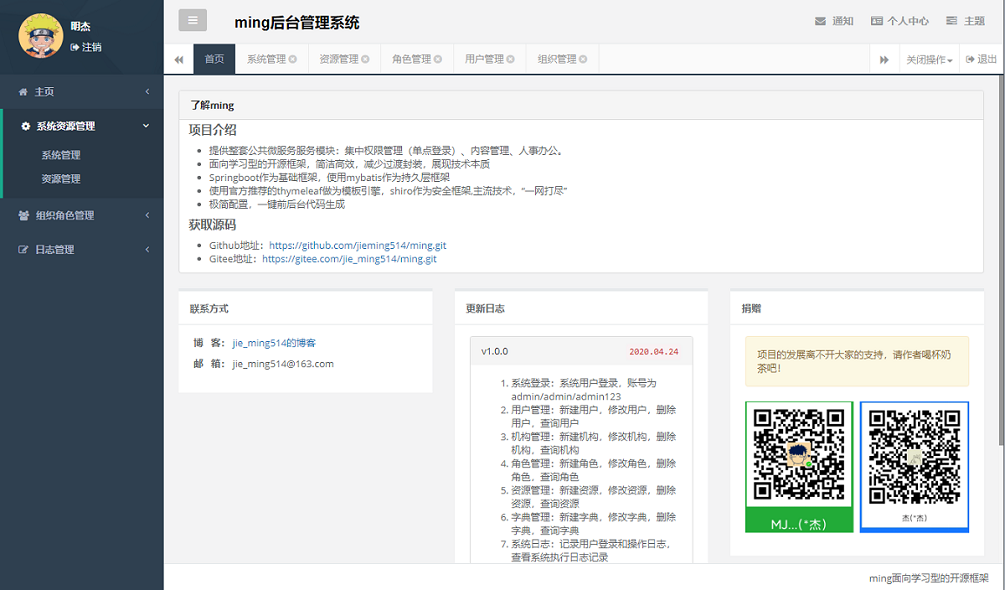 明杰
注销
主页
系统资源管理
系统管理
资源管理
组织角色管理
日志管理
ming后台管理系统
通知 个人中心 主题
首页 系统管理 资源管理 角色管理 用户管理 组织管理 关闭操作 退出
了解ming
项目介绍
提供整套公共微服务服务模块：集中权限管理（单点登录）、内容管理、人事办公。
面向学习型的开源框架，简洁高效，减少过渡封装，展现技术本质
Springboot作为基础框架，使用mybatis作为持久层框架
使用官方推荐的thymeleaf做为模板引擎，shiro作为安全框架,主流技术，“一网打尽”
极简配置，一键前后台代码生成
获取源码
Github地址：https://github.com/jieming514/ming.git
Gitee地址：https://gitee.com/jie_ming514/ming.git
联系方式
博 客：jie_ming514的博客
邮 箱：jie_ming514@163.com
更新日志
v1.0.0 2020.04.24
1. 系统登录：系统用户登录，账号为
admin/admin/admin123
2. 用户管理：新建用户，修改用户，删除
用户，查询用户
3. 机构管理：新建机构，修改机构，删除
机构，查询机构
4. 角色管理：新建角色，修改角色，删除
角色，查询角色
5. 资源管理：新建资源，修改资源，删除
资源，查询资源
6. 字典管理：新建字典，修改字典，删除
字典，查询字典
7. 系统日志：记录用户登录和操作日志，
查看系统执行日志记录
捐赠
项目的发展离不开大家的支持，请作者喝杯奶
茶吧！
MJ...(*杰)
杰(*杰)
ming面向学习型的开源框架